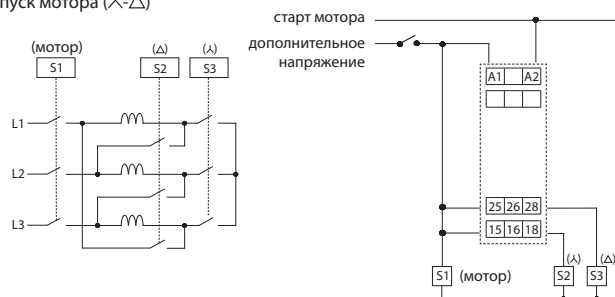 пуск мотора (⅄-△)
старт мотора
дополнительное
напряжение
(мотор)
(△)
(⅄)
S1
S2
S3
L1
L2
L3
A1
A2
25 26 28
15 16 18
S1
(мотор)
S2
(⅄)
S3
(△)